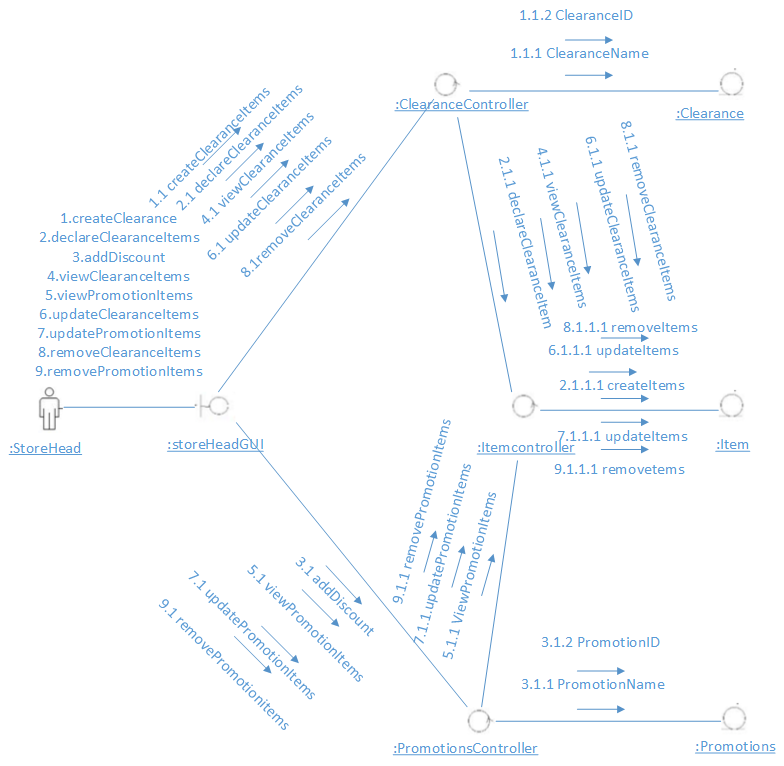 1.1.2 ClearanceID
1.1.1 ClearanceName
:ClearanceController
:Clearance
1.1 createClearanceItems
2.1 declareClearanceItems
4.1 viewClearanceItems
6.1 updateClearanceItems
8.1removeClearanceItems
2.1.1 declareClearanceItem
4.1.1 viewClearanceItems
6.1.1 updateClearanceItems
8.1.1 removeClearanceItems
1.createClearance
2.declareClearanceItems
3.addDiscount
4.viewClearanceItems
5.viewPromotionItems
6.updateClearanceItems
7.updatePromotionItems
8.removeClearanceItems
9.removePromotionItems
8.1.1.1 removeItems
6.1.1.1 updateItems
2.1.1.1 createItems
7.1.1.1 updateItems
9.1.1.1 removetems
:StoreHead
:storeHeadGUI
:Itemcontroller
:Item
9.1.1 removePromotionItems
7.1.1.updatePromotionItems
5.1.1 ViewPromotionItems
3.1 addDiscount
5.1 viewPromotionItems
7.1 updatePromotionItems
9.1 removePromotionitems
3.1.2 PromotionID
3.1.1 PromotionName
:PromotionsController
:Promotions